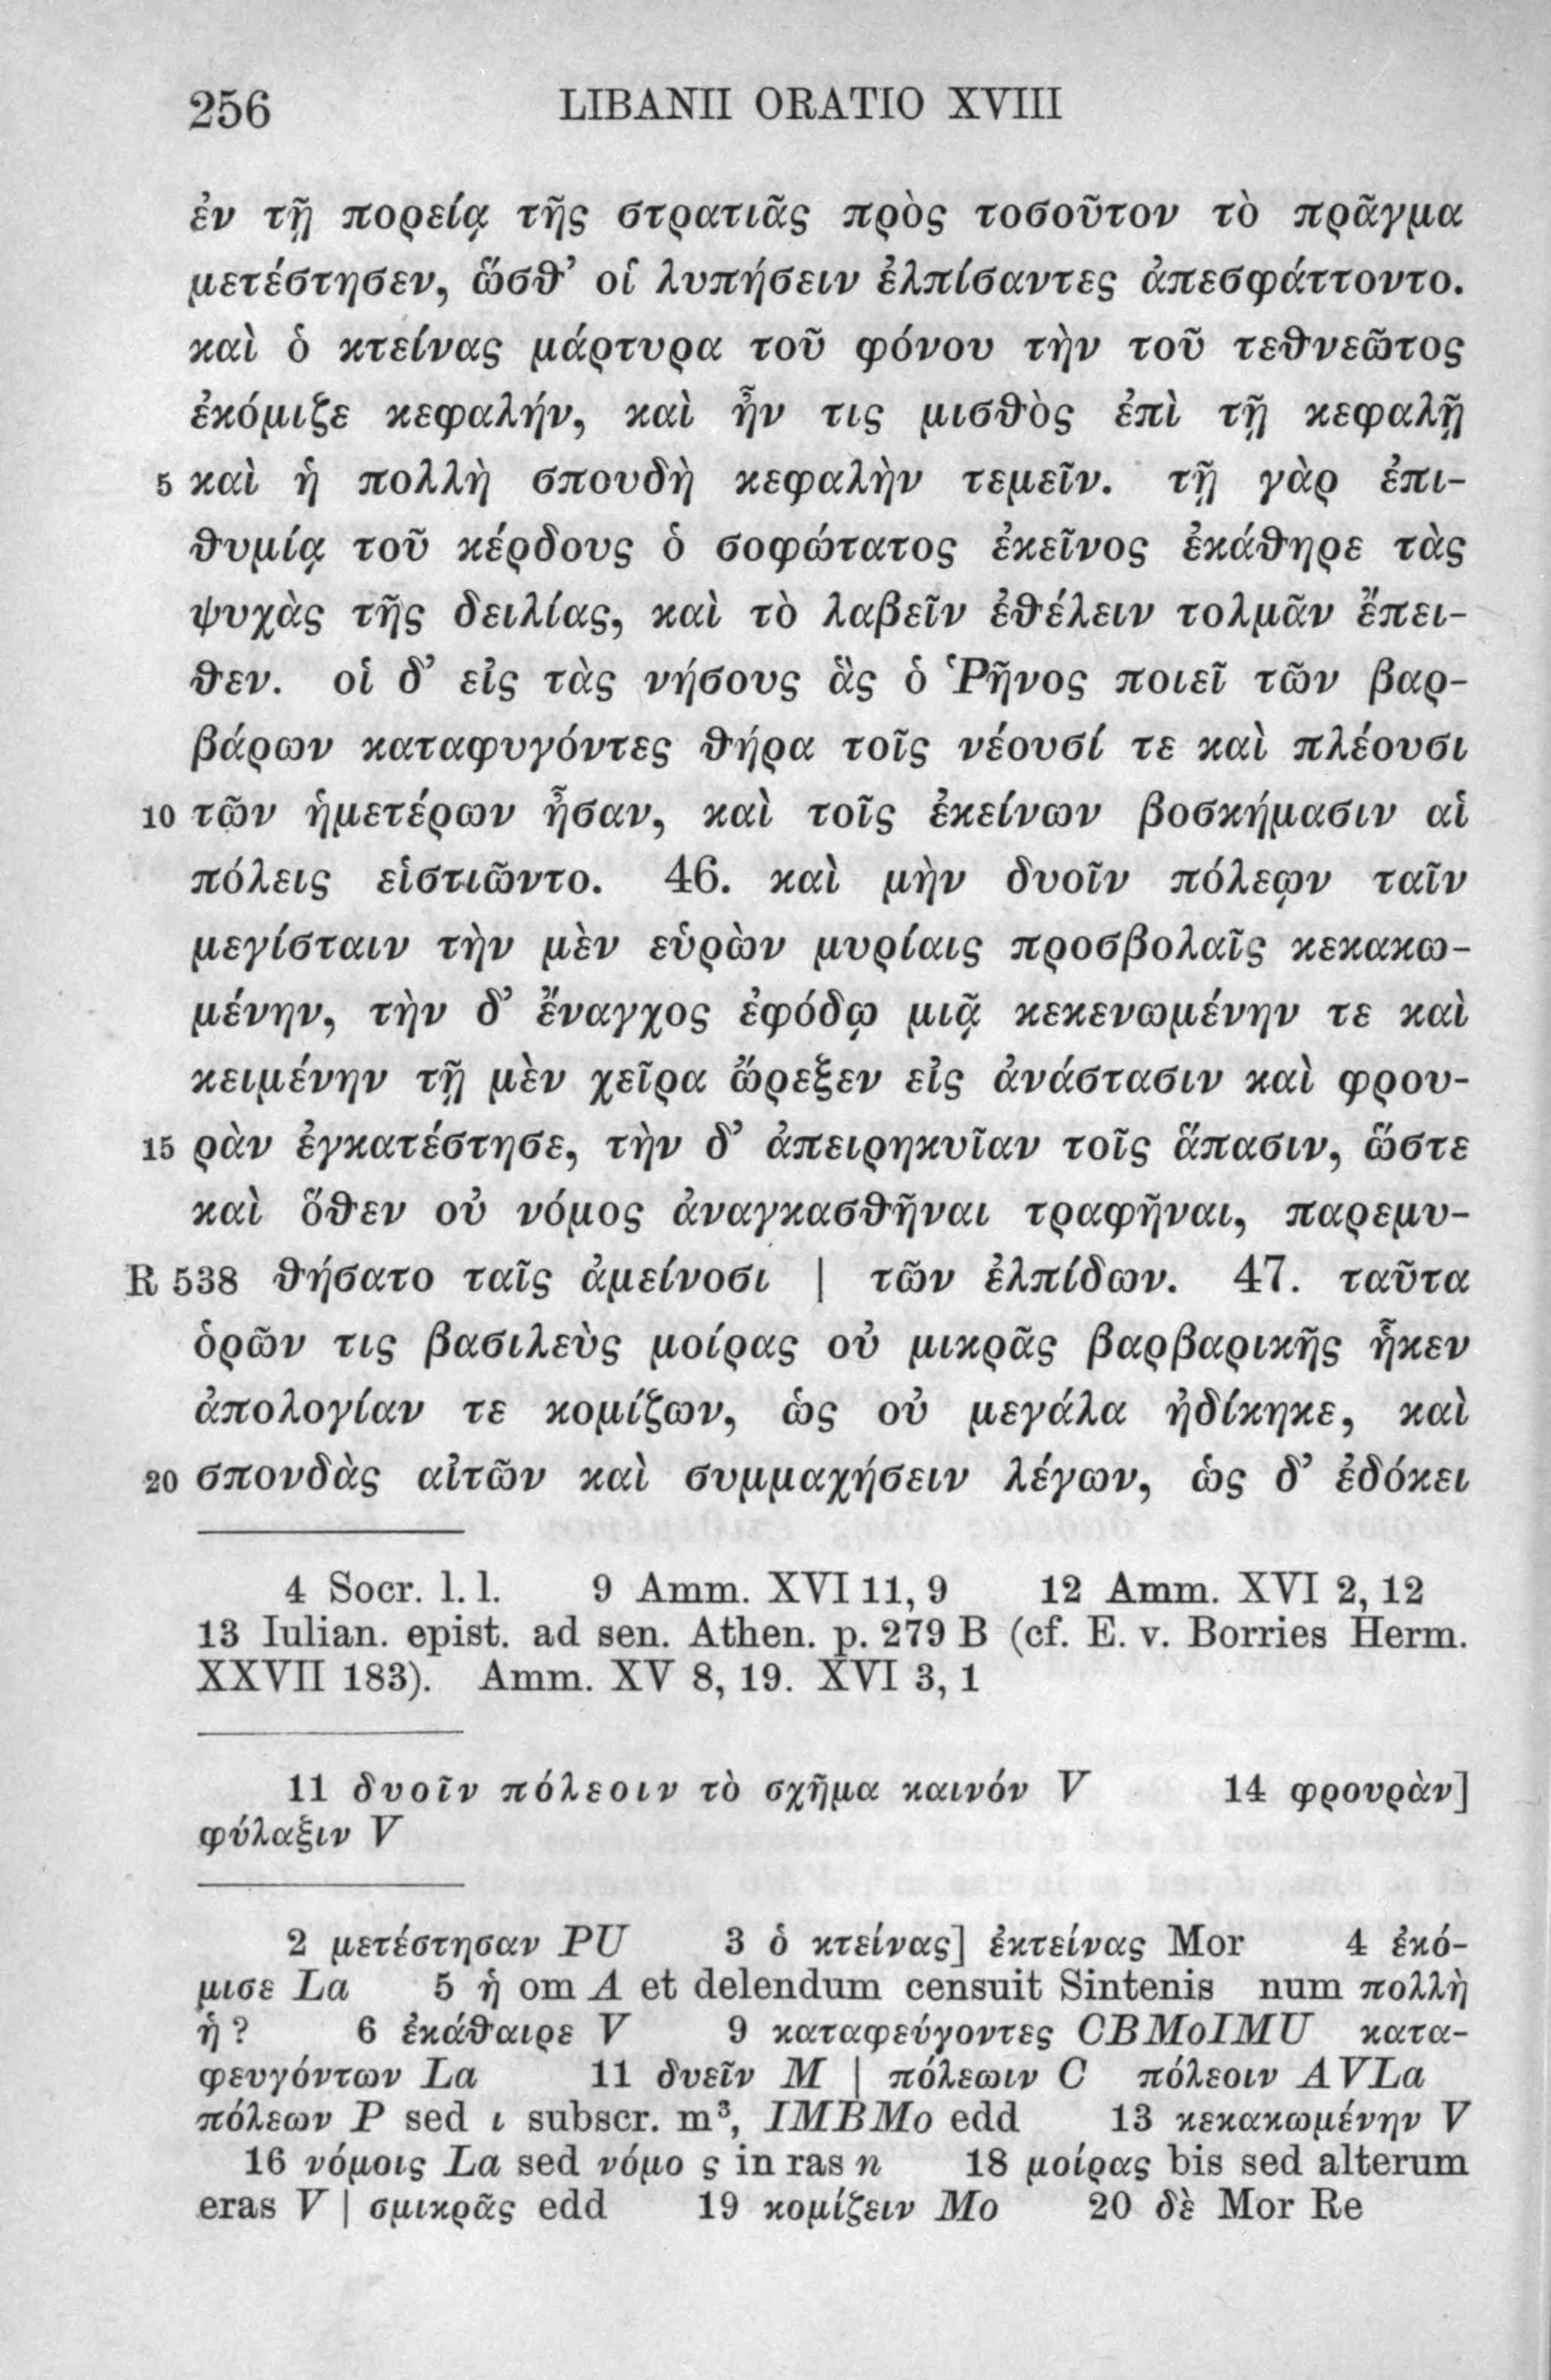 256 LIBANII ORATIO XVIII
ἐν τῇ πορείᾳ τῆς στρατιᾶς πρὸς τοσοῦτον τὸ πρᾶγμα
μετέστησεν, ὥσθ’ οἱ λυπήσειν ἐλπίσαντες ἀπεσφάττοντο.
καὶ ὁ κτείνας μάρτυρα τοῦ φόνου τὴν τοῦ τεθνεῶτος
ἐκόμιζε κεφαλήν, καὶ ἦν τις μισθὸς ἐπὶ τῇ κεφαλῇ
5 καὶ ἡ πολλὴ σπουδὴ κεφαλὴν τεμεῖν. τῇ γὰρ ἐπι-
θυμίᾳ τοῦ κέρδους ὁ σοφώτατος ἐκεῖνος ἐκάθηρε τὰς
ψυχὰς τῆς δειλίας, καὶ τὸ λαβεῖν ἐθέλειν τολμᾶν ἔπει-
θεν. οἱ δ’ εἰς τὰς νήσους ἃς ὁ Ῥῆνος ποιεῖ τῶν βαρ-
βάρων καταφυγόντες θήρα τοῖς νέουσί τε καὶ πλέουσι
10 τῶν ἡμετέρων ἦσαν, καὶ τοῖς ἐκείνων βοσκήμασιν αἱ
πόλεις εἱστιῶντο. 46. καὶ μὴν δυοῖν πόλεῳν ταῖν
μεγίσταιν τὴν μὲν εὑρὼν μυρίαις προσβολαῖς κεκακω-
μένην, τὴν δ’ ἔναγχος ἐφόδῳ μιᾷ κεκενωμένην τε καὶ
κειμένην τῇ μὲν χεῖρα ὤρεξεν εἰς ἀνάστασιν καὶ φρου-
15 ρὰν ἐγκατέστησε, τὴν δ’ ἀπειρηκυῖαν τοῖς ἅπασιν, ὥστε
καὶ ὅθεν οὐ νόμος ἀναγκασθῆναι τραφῆναι, παρεμυ-
R 538 θήσατο ταῖς ἀμείνοσι | τῶν ἐλπίδων. 47. ταῦτα
ὁρῶν τις βασιλεὺς μοίρας οὐ μικρᾶς βαρβαρικῆς ἧκεν
ἀπολογίαν τε κομίζων, ὡς οὐ μεγάλα ἠδίκηκε, καὶ
20 σπονδὰς αἰτῶν καὶ συμμαχήσειν λέγων, ὡς δ’ ἐδόκει
4 Socr. l. l. 9 Amm. XVI 11, 9 12 Amm. XVI 2, 12
13 Iulian. epist. ad sen. Athen. p. 279 B (cf. E. v. Borries Herm.
XXVII 183). Amm. XV 8, 19. XVI 3, 1
11 δυοῖν πόλεοιν τὸ σχῆμα καινόν V 14 φρουρὰν]
φύλαξιν V
2 μετέστησαν PU 3 ὁ κτείνας] ἐκτείνας Mor 4 ἐκό-
μισε La 5 ἡ om A et delendum censuit Sintenis num πολλὴ
ἡ? 6 ἐκάθαιρε V 9 καταφεύγοντες CBMoIMU κατα-
φευγόντων La 11 δυεῖν M | πόλεωιν C πόλεοιν AVLa
πόλεων P sed ι subscr. m³, IMBMo edd 13 κεκακωμένην V
16 νόμοις La sed νόμο ς in ras n 18 μοίρας bis sed alterum
eras V | σμικρᾶς edd 19 κομίζειν Mo 20 δὲ Mor Re